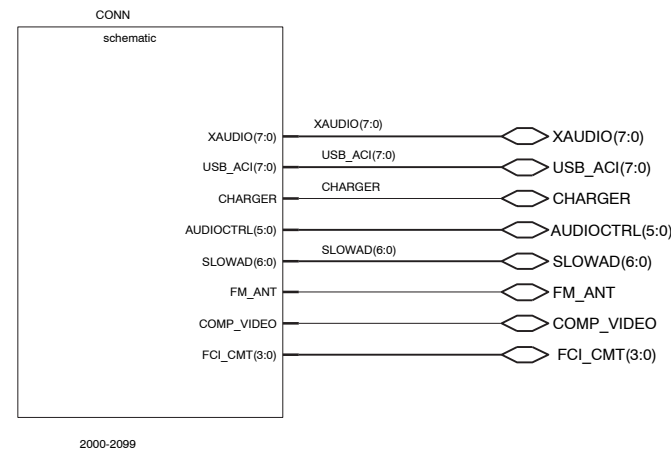 CONN
schematic
XAUDIO(7:0) XAUDIO(7:0) XAUDIO(7:0)
USB_ACI(7:0) USB_ACI(7:0) USB_ACI(7:0)
CHARGER CHARGER CHARGER
AUDIOCTRL(5:0) AUDIOCTRL(5:0)
SLOWAD(6:0) SLOWAD(6:0) SLOWAD(6:0)
FM_ANT FM_ANT
COMP_VIDEO COMP_VIDEO
FCI_CMT(3:0) FCI_CMT(3:0)
2000-2099